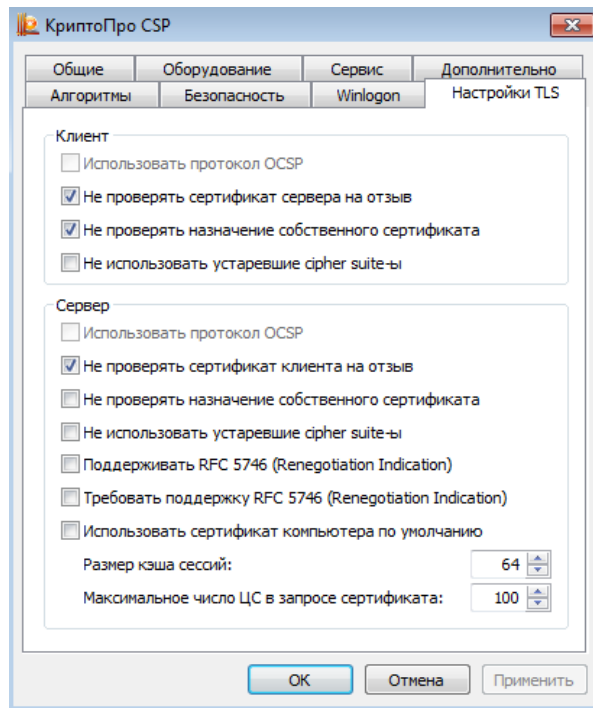 КриптоПро CSP
Общие Оборудование Сервис Дополнительно
Алгоритмы Безопасность Winlogon Настройки TLS
Клиент
Использовать протокол OCSP
Не проверять сертификат сервера на отзыв
Не проверять назначение собственного сертификата
Не использовать устаревшие cipher suite-ы
Сервер
Использовать протокол OCSP
Не проверять сертификат клиента на отзыв
Не проверять назначение собственного сертификата
Не использовать устаревшие cipher suite-ы
Поддерживать RFC 5746 (Renegotiation Indication)
Требовать поддержку RFC 5746 (Renegotiation Indication)
Использовать сертификат компьютера по умолчанию
Размер кэша сессий: 64
Максимальное число ЦС в запросе сертификата: 100
ОК Отмена Применить